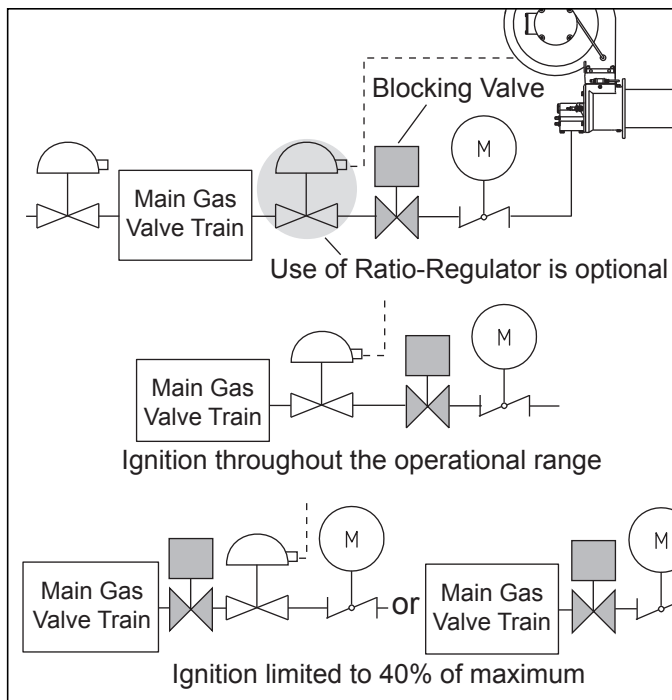 Blocking Valve
M
Main Gas
Valve Train
Use of Ratio-Regulator is optional
M
Main Gas
Valve Train
Ignition throughout the operational range
M
M
Main Gas
Valve Train
or
Main Gas
Valve Train
Ignition limited to 40% of maximum